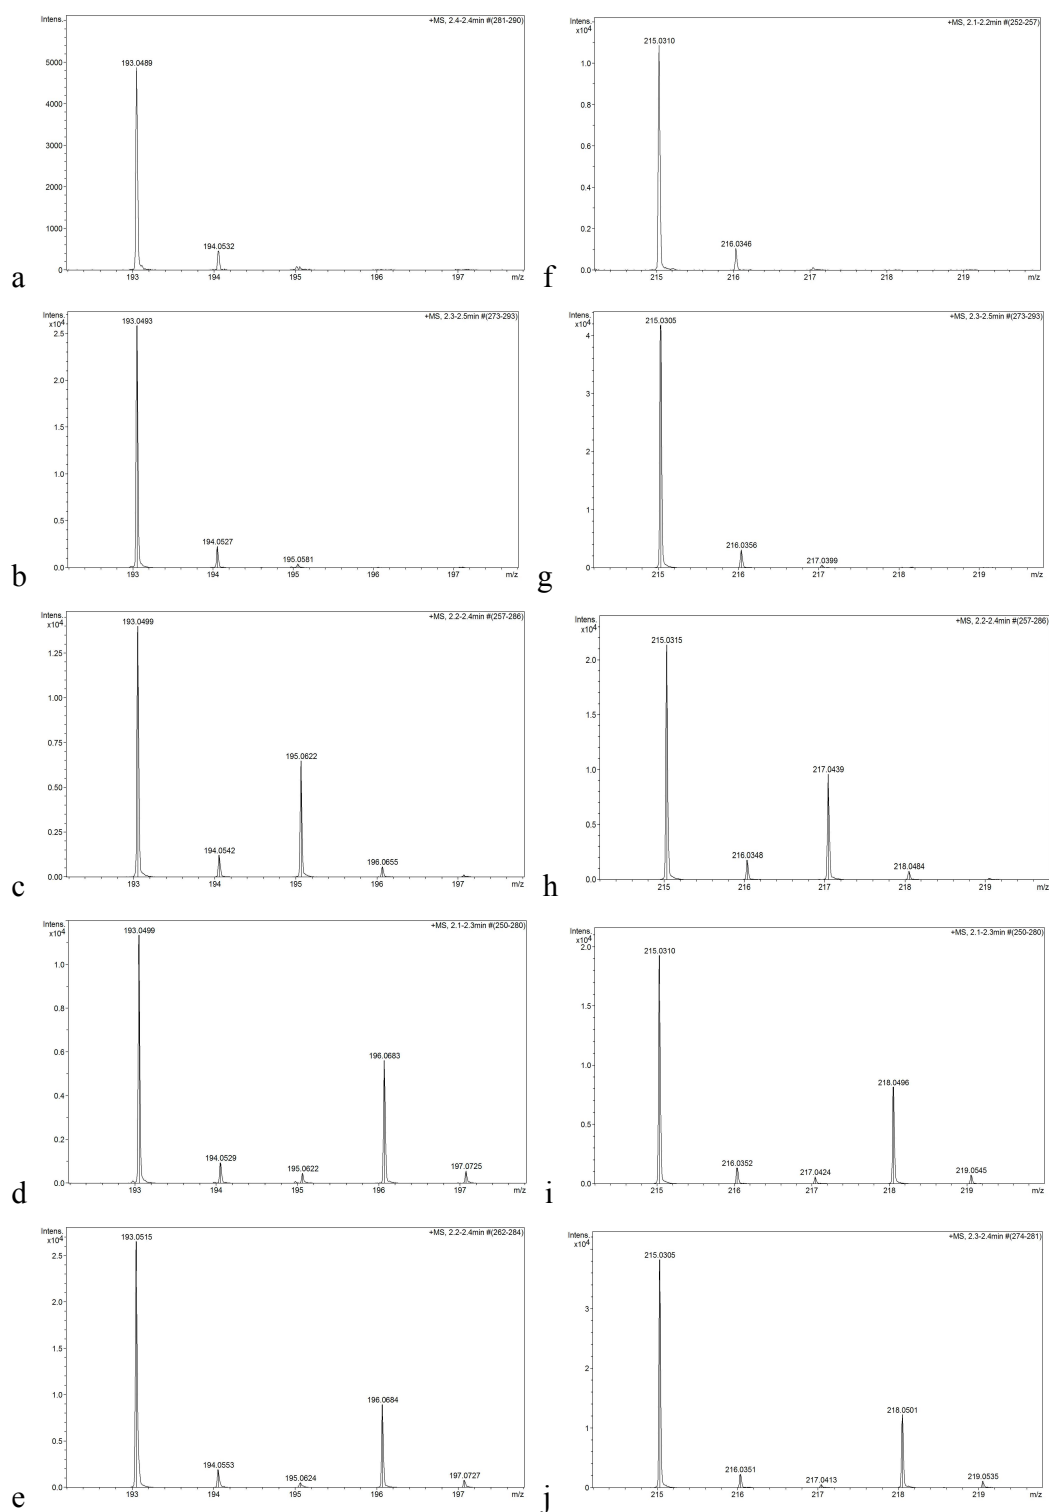 Intens.
+MS, 2.4-2.4min #(281-290)
193.0489
5000
4000
3000
2000
1000
0
194.0532
193 194 195 196 197 m/z
a
Intens.
x10⁴
+MS, 2.1-2.2min #(252-257)
215.0310
1.0
0.8
0.6
0.4
0.2
0.0
216.0346
215 216 217 218 219 m/z
f
Intens.
x10⁴
+MS, 2.3-2.5min #(273-293)
193.0493
2.5
2.0
1.5
1.0
0.5
0.0
194.0527
195.0581
193 194 195 196 197 m/z
b
Intens.
x10⁴
+MS, 2.3-2.5min #(273-293)
215.0305
4
3
2
1
0
216.0356
217.0399
215 216 217 218 219 m/z
g
Intens.
x10⁴
+MS, 2.2-2.4min #(257-286)
193.0499
1.25
1.00
0.75
0.50
0.25
0.00
195.0622
194.0542
196.0655
193 194 195 196 197 m/z
c
Intens.
x10⁴
+MS, 2.2-2.4min #(257-286)
215.0315
2.0
1.5
1.0
0.5
0.0
217.0439
216.0348
218.0484
215 216 217 218 219 m/z
h
Intens.
x10⁴
+MS, 2.1-2.3min #(250-280)
193.0499
1.0
0.8
0.6
0.4
0.2
0.0
196.0683
194.0529
195.0622
197.0725
193 194 195 196 197 m/z
d
Intens.
x10⁴
+MS, 2.1-2.3min #(250-280)
215.0310
2.0
1.5
1.0
0.5
0.0
218.0496
216.0352
217.0424
219.0545
215 216 217 218 219 m/z
i
Intens.
x10⁴
+MS, 2.2-2.4min #(262-284)
193.0515
2.5
2.0
1.5
1.0
0.5
0.0
196.0684
194.0553
195.0624
197.0727
193 194 195 196 197 m/z
e
Intens.
x10⁴
+MS, 2.3-2.4min #(274-281)
215.0305
3
2
1
0
218.0501
216.0351
217.0413
219.0535
215 216 217 218 219 m/z
j